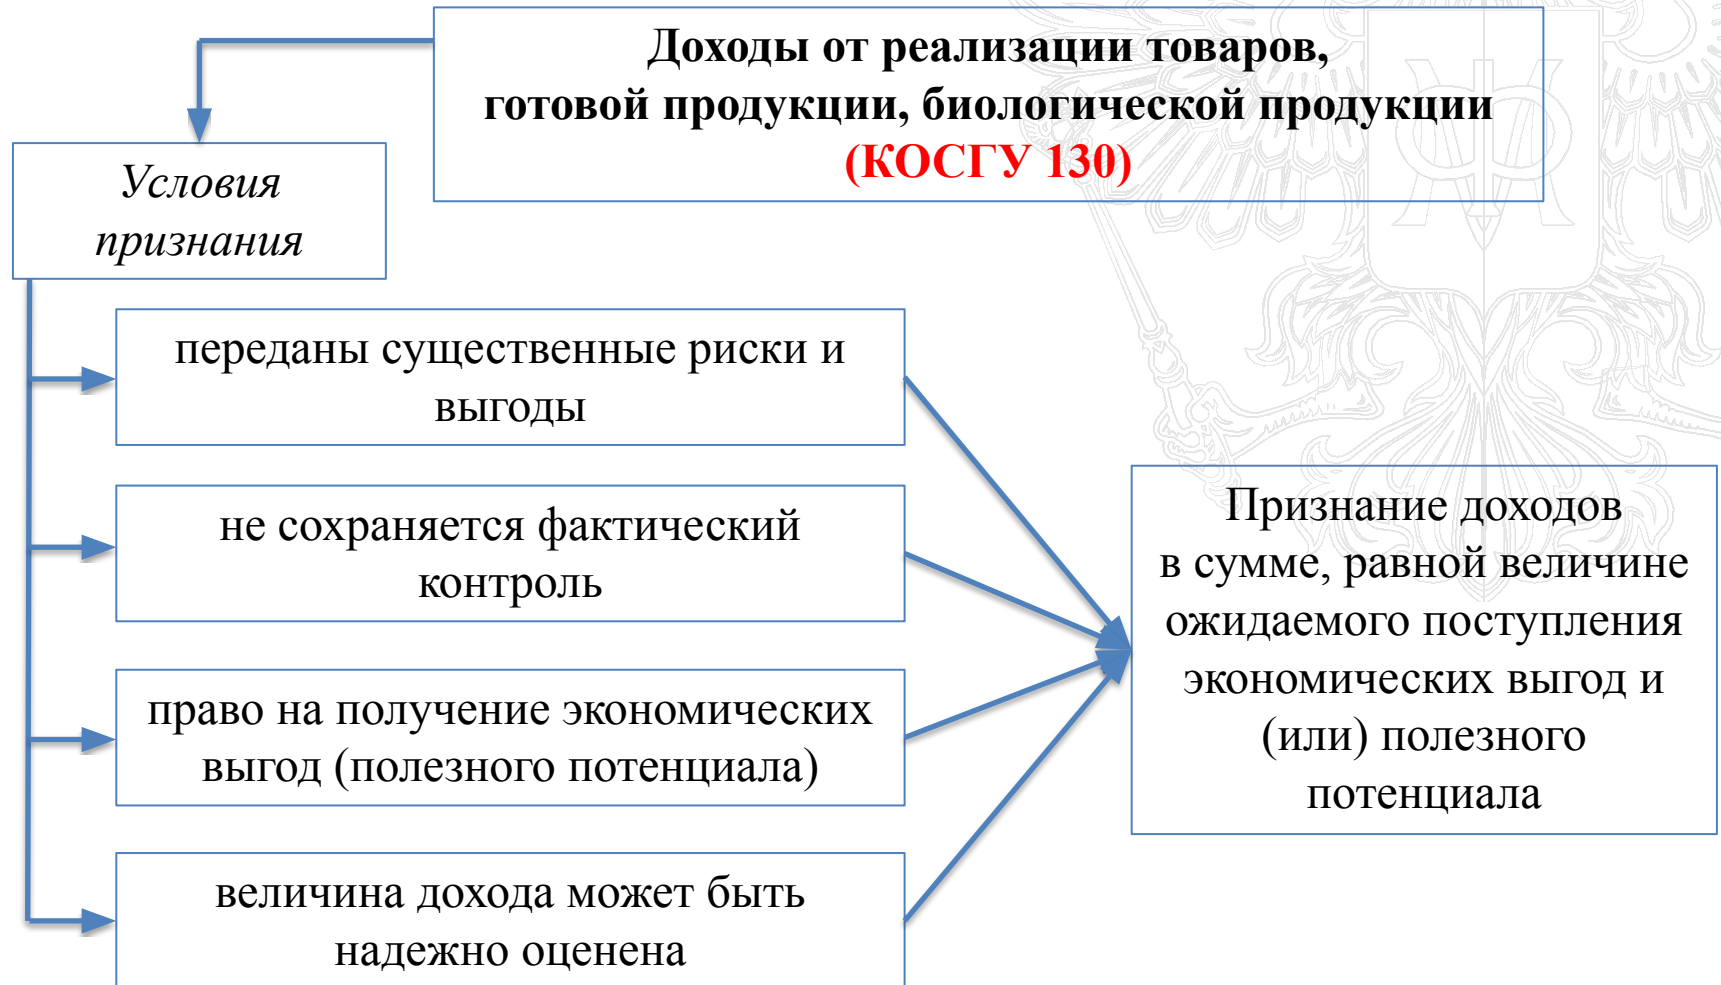 Доходы от реализации товаров,
готовой продукции, биологической продукции
(КОСГУ 130)
Условия
признания
переданы существенные риски и
выгоды
не сохраняется фактический
контроль
право на получение экономических
выгод (полезного потенциала)
величина дохода может быть
надежно оценена
Признание доходов
в сумме, равной величине
ожидаемого поступления
экономических выгод и
(или) полезного
потенциала